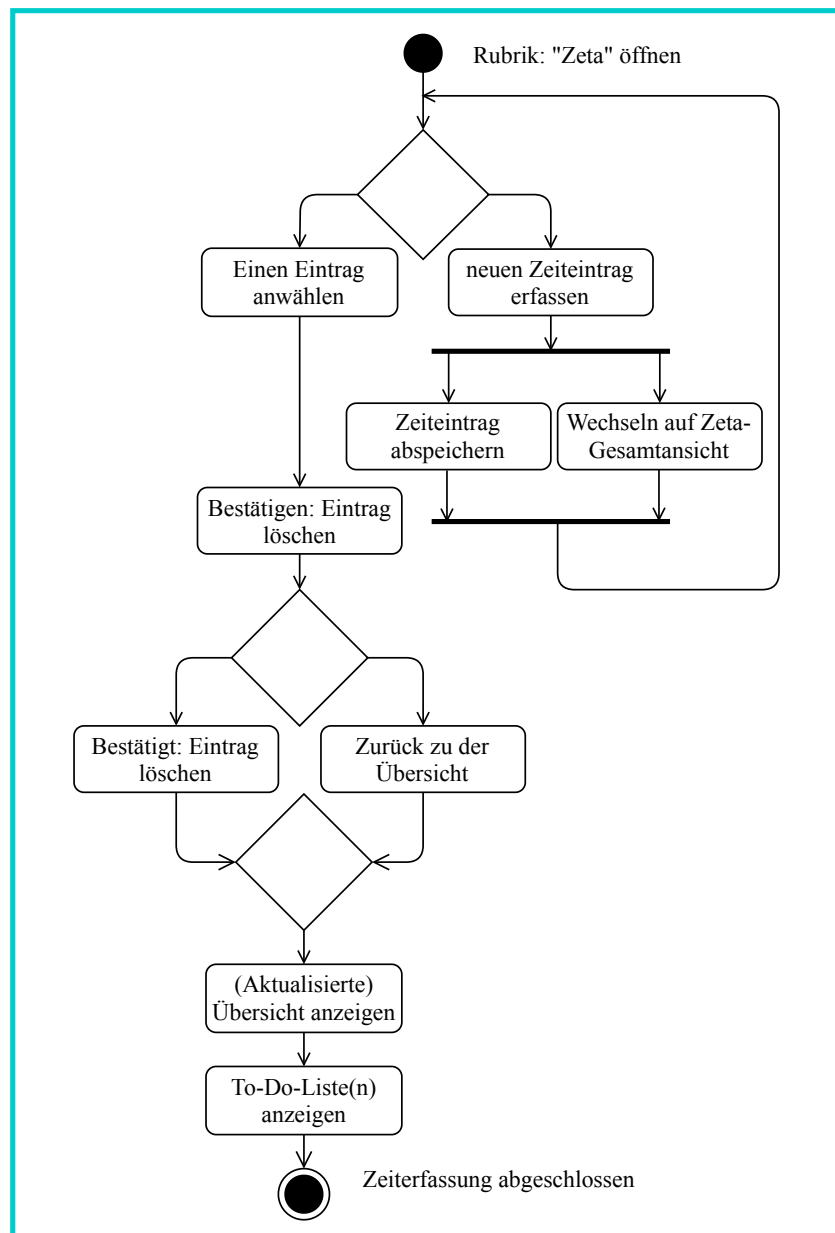 Rubrik: "Zeta" öffnen
Einen Eintrag
anwählen
neuen Zeiteintrag
erfassen
Zeiteintrag
abspeichern
Wechseln auf Zeta-
Gesamtansicht
Bestätigen: Eintrag
löschen
Bestätigt: Eintrag
löschen
Zurück zu der
Übersicht
(Aktualisierte)
Übersicht anzeigen
To-Do-Liste(n)
anzeigen
Zeiterfassung abgeschlossen